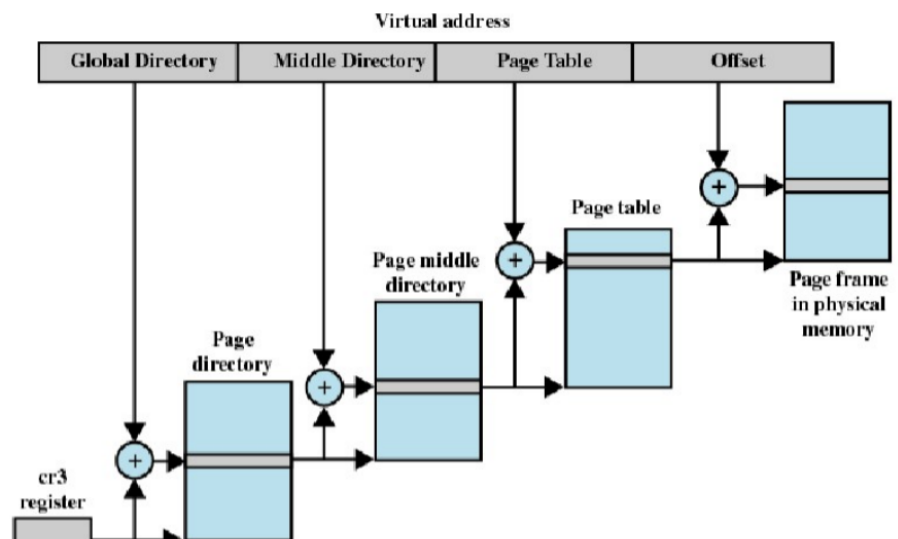 Virtual address
Global Directory
Middle Directory
Page Table
Offset
+
Page table
+
Page middle
directory
Page frame
in physical
memory
Page
directory
+
+
cr3
register